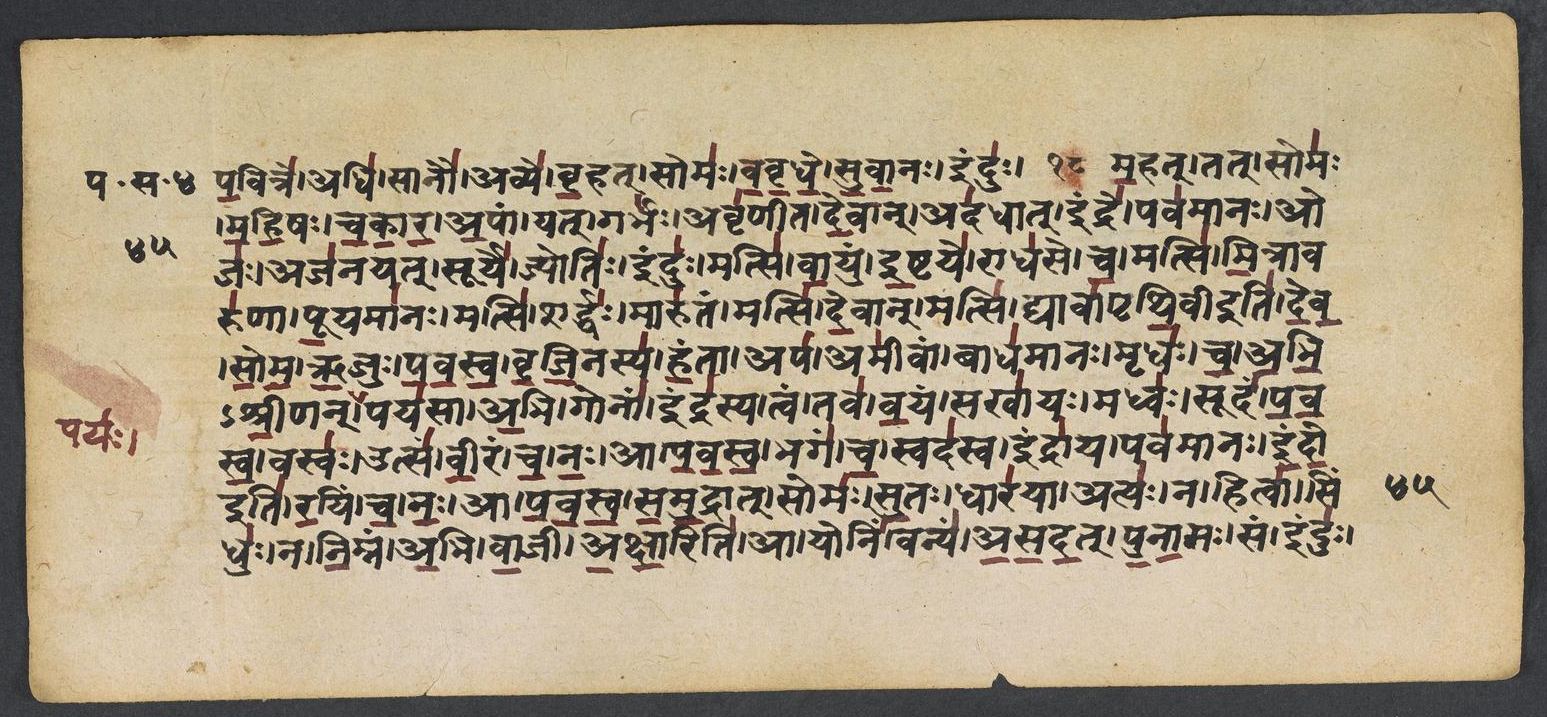 प॰स॰४ पवित्रे।अधि।सानौ।अव्ये।बृहत्।सोमः।ववृधे।सुवानः।इंदुः। १८ महत्।तत्।सोमः
।महिषः।चकार।अपां।यत्।गर्भः।अवृणीत।देवान्।अदधात्।इंद्रे।पवमानः।ओ
४५ जः।अजनयत्।सूर्ये।ज्योतिः।इंदुः।मत्सि।वायुं।इष्टये।राधसे।च।मत्सि।मित्राव
रुणा।पूयमानः।मत्सि।शर्द्धः।मारुतं।मत्सि।देवान्।मत्सि।द्यावापृथिवीइति।देव
।सोम।ऋजुः।पवस्व।वृजिनस्य।हंता।अप।अमीवां।बाधमानः।मृधः।च।अभि
ऽश्रीणन्।पयसा।अभि।गोनां।इंद्रस्य।त्वं।तव।वयं।सखायः।मध्वः।सूदं।पव
पयः।
स्व।वस्वः।उत्सं।वीरं।च।नः।आ।पवस्व।भगं।च।स्वदस्व।इंद्राय।पवमानः।इंदो
इति।रयिं।च।नः।आ।पवस्व।समुद्रात्।सोमः।सुतः।धारया।अत्यः।न।हित्वा।सिं ४५
धुः।न।निम्नं।अभि।वाजी।अक्षारिति।आ।योनिं।वन्यं।असदत्।पुनानः।सं।इंदुः।